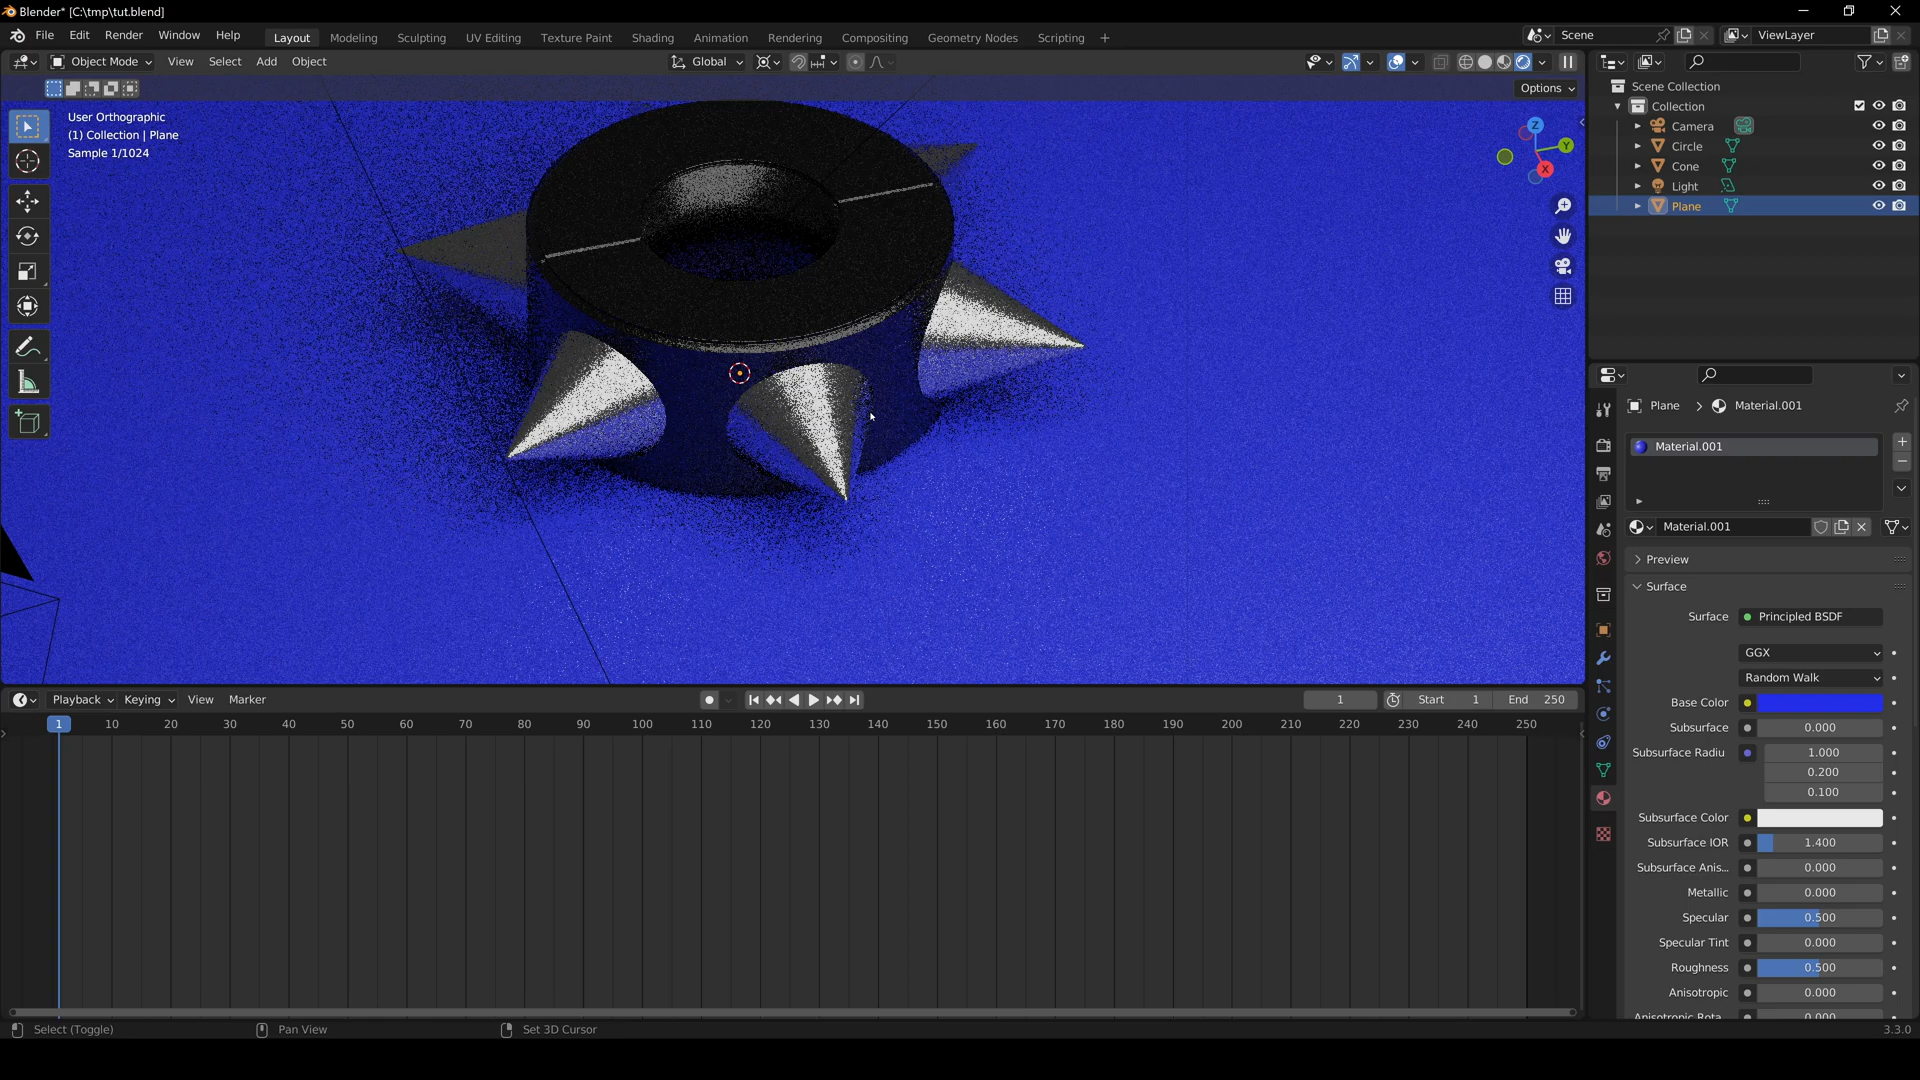 Blender* [C:\tmp\tut.blend]
File Edit Render Window Help Layout Modeling Sculpting UV Editing Texture Paint Shading Animation Rendering Compositing Geometry Nodes Scripting + Scene ViewLayer
Object Mode View Select Add Object Global
Options
User Orthographic
(1) Collection | Plane
Sample 1/1024
Z
Y
X
Scene Collection
Collection
Camera
Circle
Cone
Light
Plane
Plane > Material.001
Material.001
Material.001
Preview
Surface
Surface Principled BSDF
GGX
Random Walk
Base Color
Subsurface 0.000
Subsurface Radiu 1.000
0.200
0.100
Subsurface Color
Subsurface IOR 1.400
Subsurface Anis... 0.000
Metallic 0.000
Specular 0.500
Specular Tint 0.000
Roughness 0.500
Anisotropic 0.000
Anisotropic Rota... 0.000
Playback Keying View Marker 1 Start 1 End 250
1 10 20 30 40 50 60 70 80 90 100 110 120 130 140 150 160 170 180 190 200 210 220 230 240 250
Select (Toggle) Pan View Set 3D Cursor 3.3.0